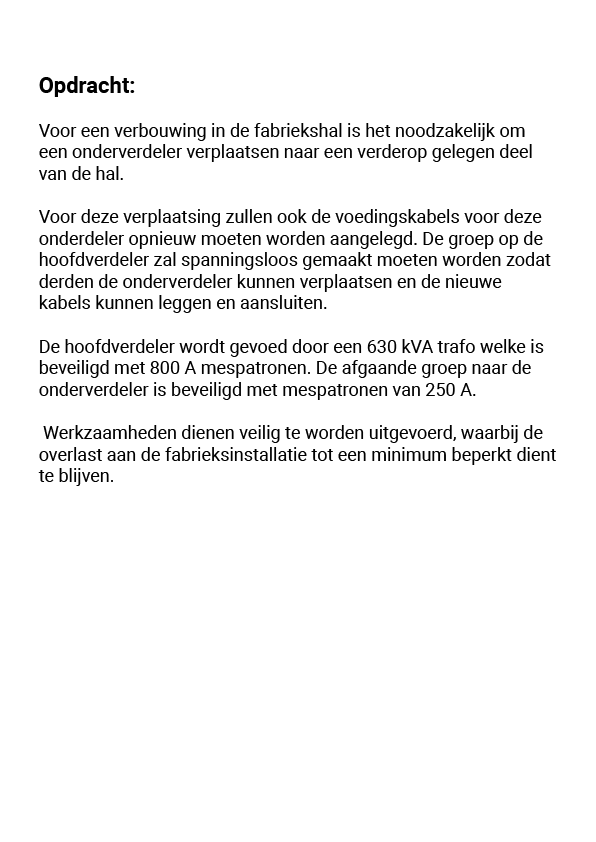 Opdracht:
Voor een verbouwing in de fabriekshal is het noodzakelijk om
een onderverdeler verplaatsen naar een verderop gelegen deel
van de hal.
Voor deze verplaatsing zullen ook de voedingskabels voor deze
onderdeler opnieuw moeten worden aangelegd. De groep op de
hoofdverdeler zal spanningsloos gemaakt moeten worden zodat
derden de onderverdeler kunnen verplaatsen en de nieuwe
kabels kunnen leggen en aansluiten.
De hoofdverdeler wordt gevoed door een 630 kVA trafo welke is
beveiligd met 800 A mespatronen. De afgaande groep naar de
onderverdeler is beveiligd met mespatronen van 250 A.
Werkzaamheden dienen veilig te worden uitgevoerd, waarbij de
overlast aan de fabrieksinstallatie tot een minimum beperkt dient
te blijven.